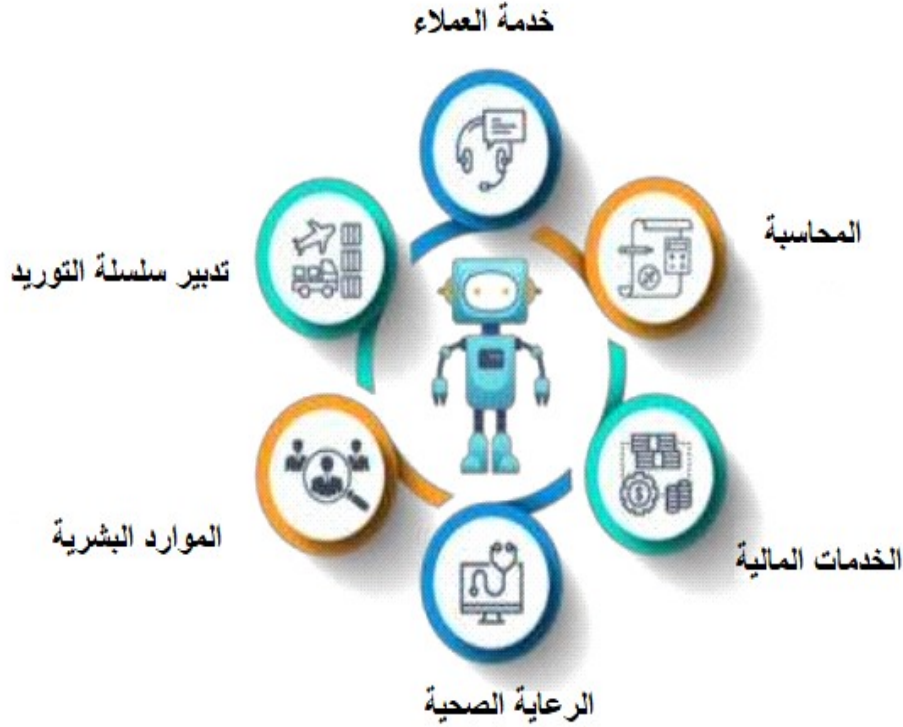 خدمة العملاء
المحاسبة
تدبير سلسلة التوريد
الموارد البشرية
الخدمات المالية
الرعاية الصحية